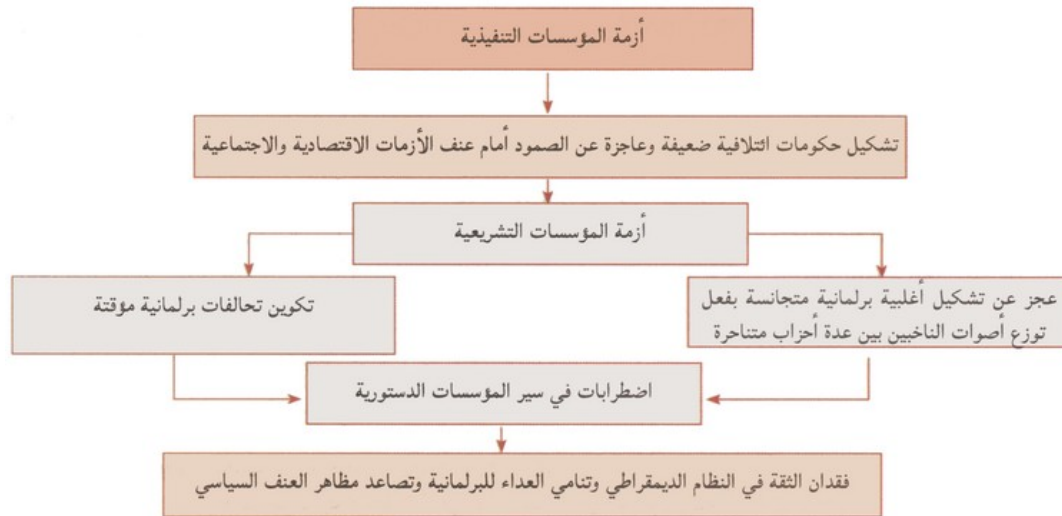 أزمة المؤسسات التنفيذية
تشكيل حكومات ائتلافية ضعيفة وعاجزة عن الصمود أمام عنف الأزمات الاقتصادية والاجتماعية
أزمة المؤسسات التشريعية
عجز عن تشكيل أغلبية برلمانية متجانسة بفعل
توزع أصوات الناخبين بين عدة أحزاب متناحرة
تكوين تحالفات برلمانية مؤقتة
اضطرابات في سير المؤسسات الدستورية
فقدان الثقة في النظام الديمقراطي وتنامي العداء للبرلمانية وتصاعد مظاهر العنف السياسي